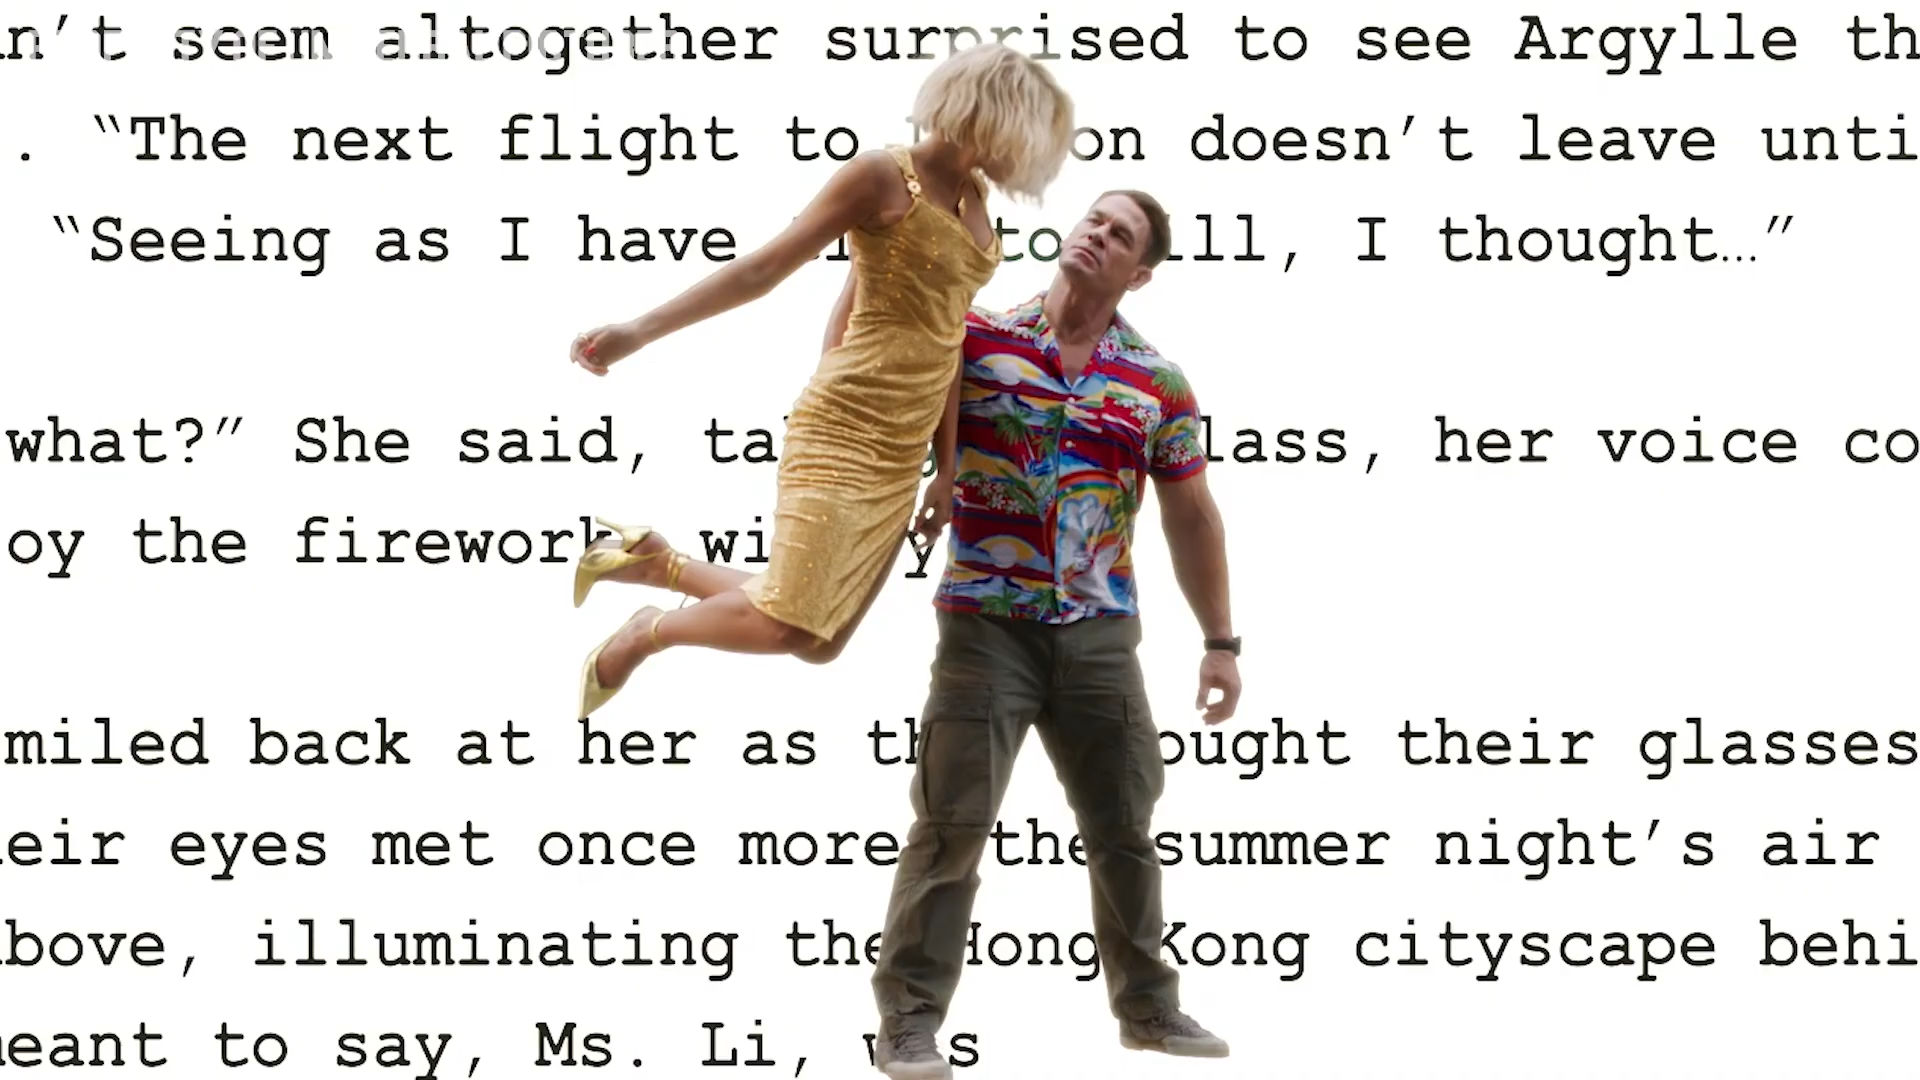 n't seem altogether surprised to see Argylle th
. “The next flight to on doesn't leave unti
“Seeing as I have to ill, I thought…”
what?” She said, ta lass, her voice co
oy the firework wi y
miled back at her as th ought their glasses
eir eyes met once more the summer night's air
bove, illuminating the Hong Kong cityscape behi
eant to say, Ms. Li, w s